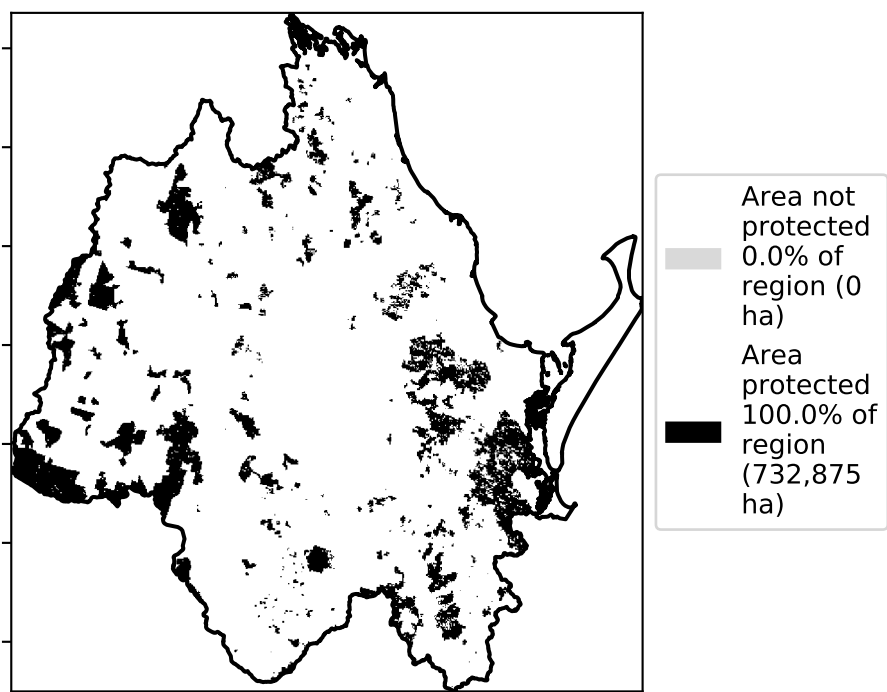 Area not
protected
0.0% of
region (0
ha)
Area
protected
100.0% of
region
(732,875
ha)